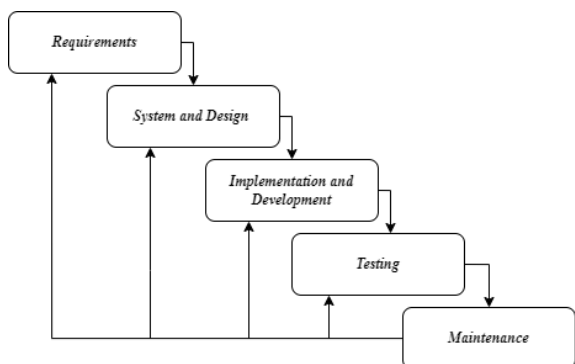 Requirements
System and Design
Implementation and
Development
Testing
Maintenance